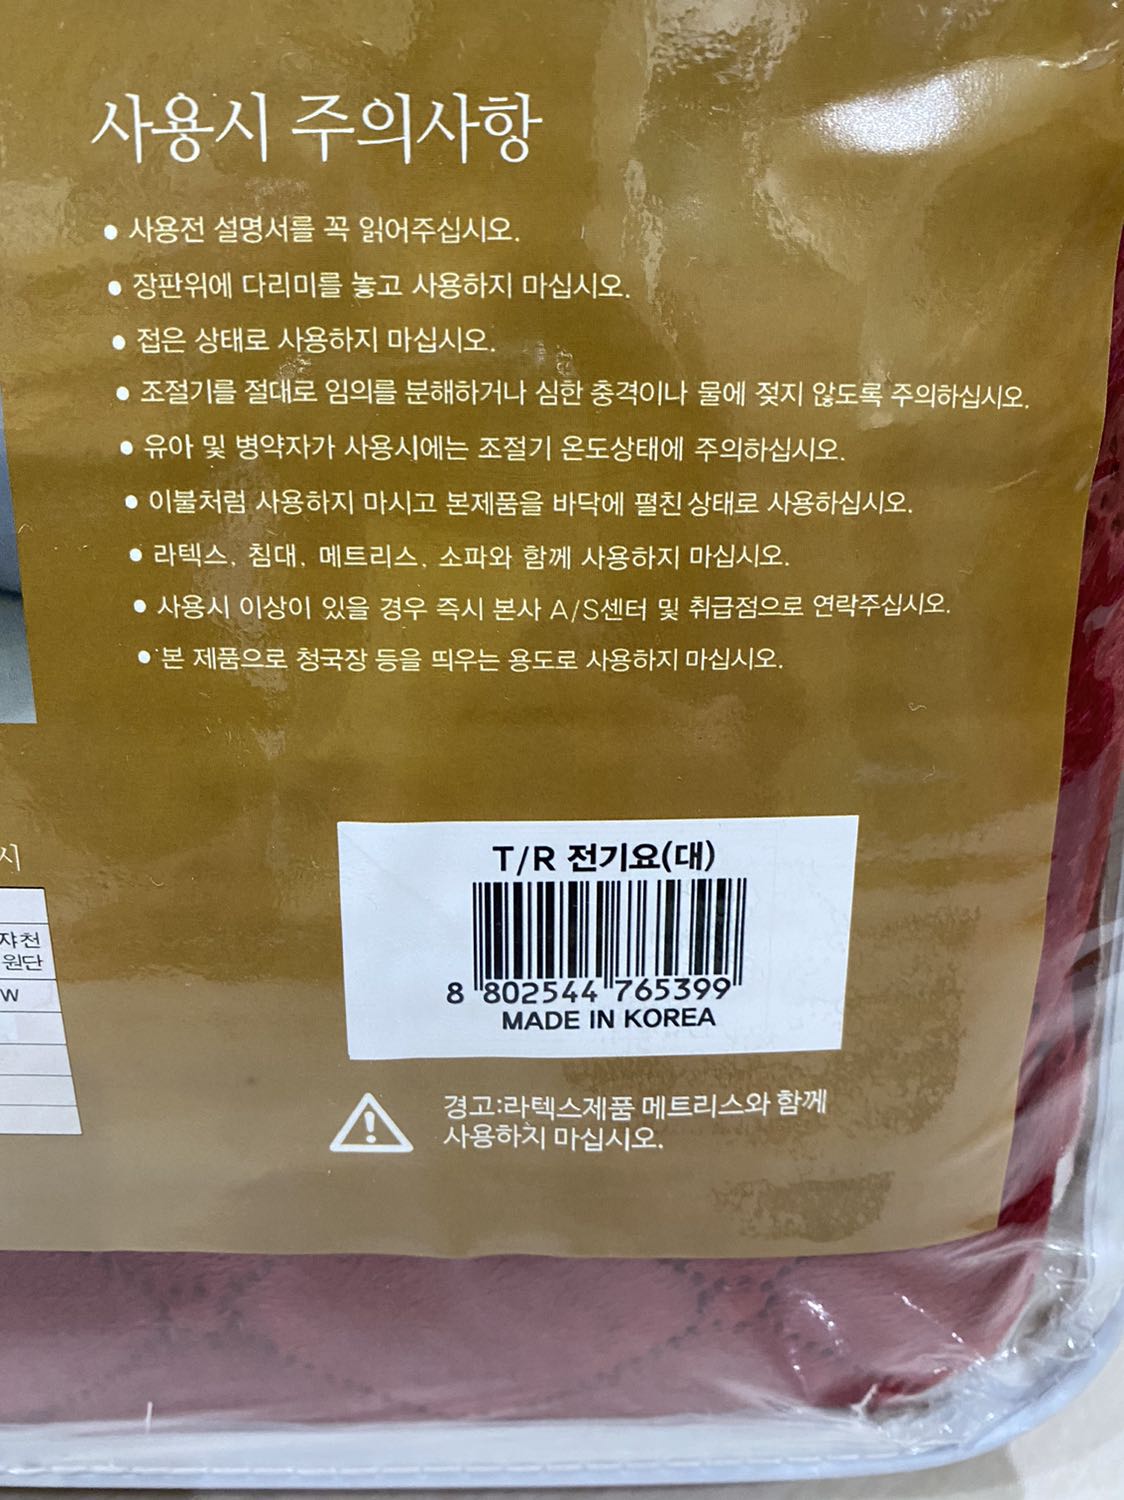 사용시 주의사항
● 사용전 설명서를 꼭 읽어주십시오.
● 장판위에 다리미를 놓고 사용하지 마십시오.
● 접은 상태로 사용하지 마십시오.
● 조절기를 절대로 임의를 분해하거나 심한 충격이나 물에 젖지 않도록 주의하십시오.
● 유아 및 병약자가 사용시에는 조절기 온도상태에 주의하십시오.
● 이불처럼 사용하지 마시고 본제품을 바닥에 펼친상태로 사용하십시오.
● 라텍스, 침대, 메트리스, 소파와 함께 사용하지 마십시오.
● 사용시 이상이 있을 경우 즉시 본사 A/S센터 및 취급점으로 연락주십시오.
● 본 제품으로 청국장 등을 띄우는 용도로 사용하지 마십시오.
시
쟈천
원단
W
T/R 전기요(대)
8 802544 765399
MADE IN KOREA
경고:라텍스제품 메트리스와 함께
사용하지 마십시오.